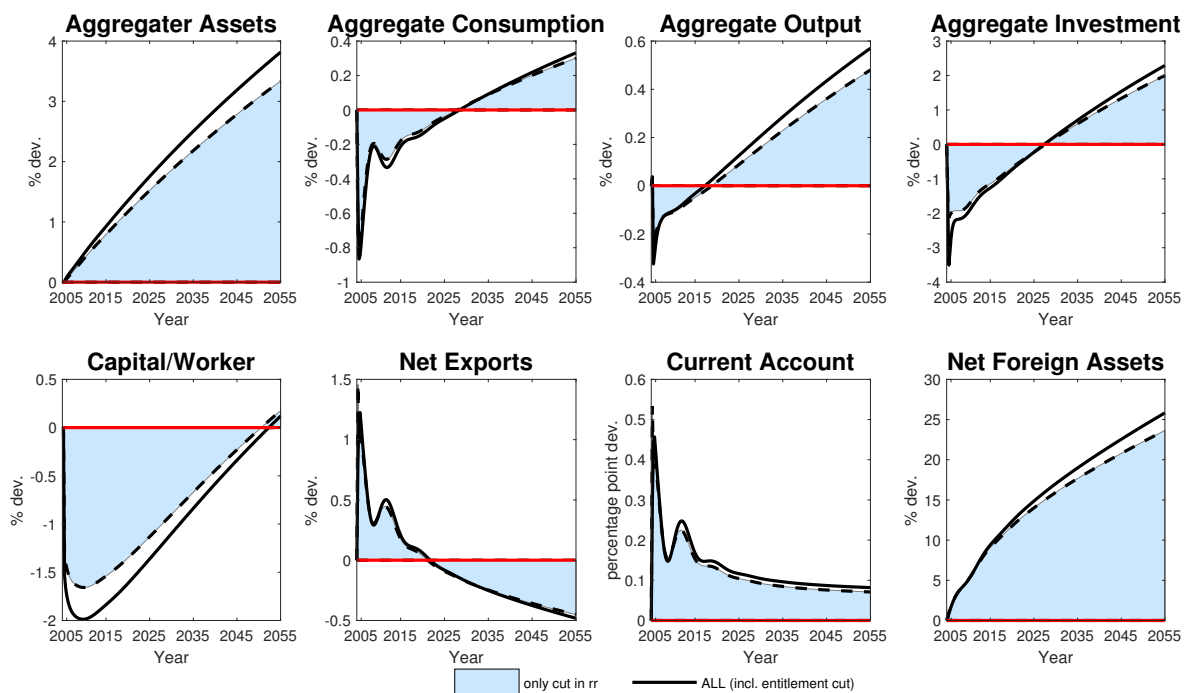 Aggregater Assets
% dev.
4
3
2
1
0
2005 2015 2025 2035 2045 2055
Year
Aggregate Consumption
% dev.
0.4
0.2
0
-0.2
-0.4
-0.6
-0.8
-1
2005 2015 2025 2035 2045 2055
Year
Aggregate Output
% dev.
0.6
0.4
0.2
0
-0.2
-0.4
2005 2015 2025 2035 2045 2055
Year
Aggregate Investment
% dev.
3
2
1
0
-1
-2
-3
-4
2005 2015 2025 2035 2045 2055
Year
Capital/Worker
% dev.
0.5
0
-0.5
-1
-1.5
-2
2005 2015 2025 2035 2045 2055
Year
Net Exports
% dev.
1.5
1
0.5
0
-0.5
2005 2015 2025 2035 2045 2055
Year
Current Account
percentage point dev.
0.6
0.5
0.4
0.3
0.2
0.1
0
2005 2015 2025 2035 2045 2055
Year
Net Foreign Assets
% dev.
30
25
20
15
10
5
0
2005 2015 2025 2035 2045 2055
Year
only cut in rr
ALL (incl. entitlement cut)